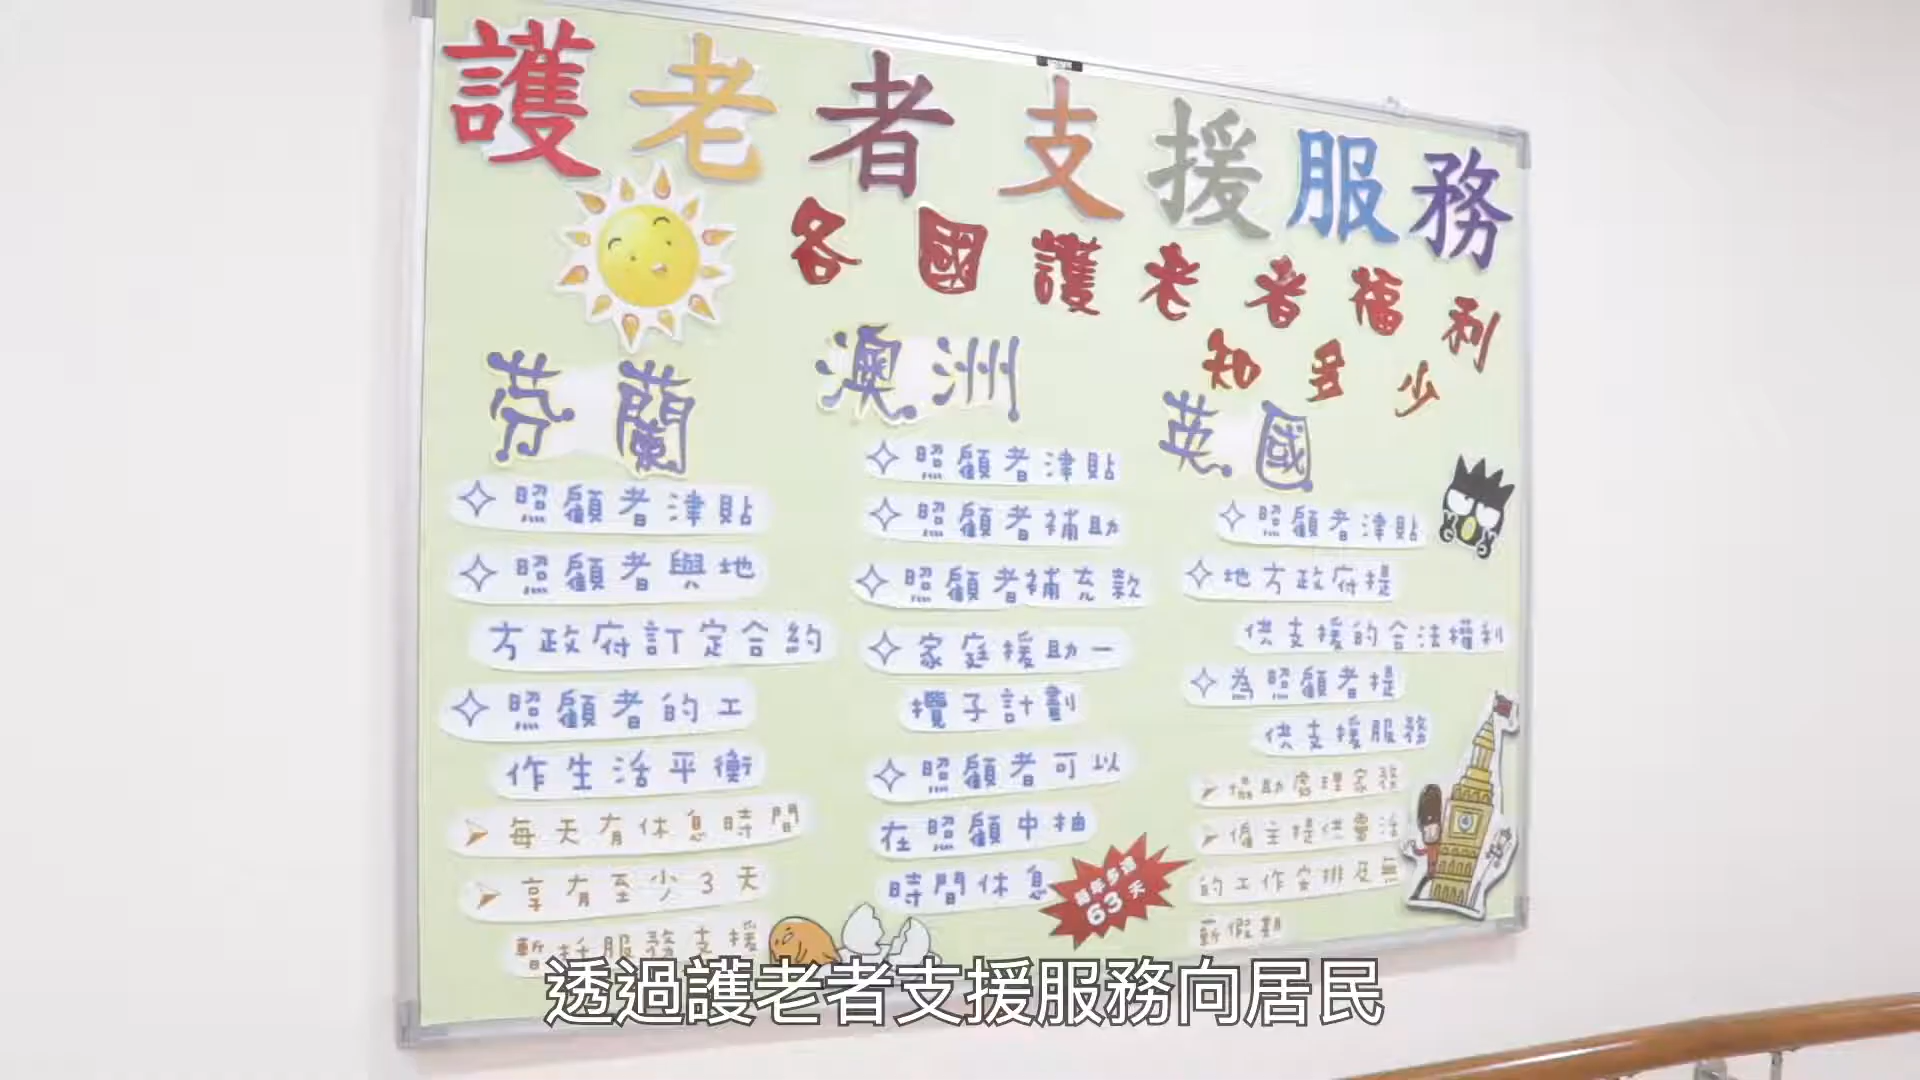 護老者支援服務
各國護老者福利
知多少
芬蘭
照顧者津貼
照顧者與地
方政府訂定合約
照顧者的工
作生活平衡
每天有休息時間
享有至少3天
暫托服務支援
澳洲
照顧者津貼
照顧者補助
照顧者補充款
家庭援助一
攬子計劃
照顧者可以
在照顧中抽
時間休息
每年多達
63天
英國
照顧者津貼
地方政府提
供支援的合法權利
為照顧者提
供支援服務
協助處理家務
僱主提供靈活
的工作安排及無
薪假期
透過護老者支援服務向居民